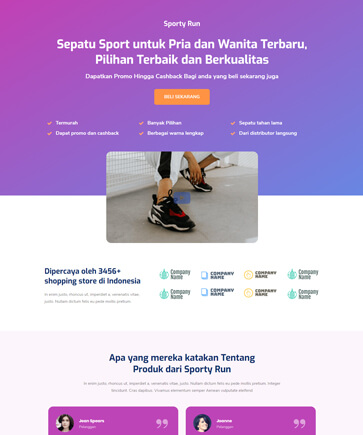 Sporty Run
Sepatu Sport untuk Pria dan Wanita Terbaru,
Pilihan Terbaik dan Berkualitas
Dapatkan Promo Hingga Cashback Bagi anda yang beli sekarang juga
BELI SEKARANG
Termurah
Banyak Pilihan
Sepatu tahan lama
Dapat promo dan cashback
Berbagai warna lengkap
Dari distributor langsung
Dipercaya oleh 3456+
shopping store di Indonesia
In enim justo, rhoncus ut, imperdiet a, venenatis vitae,
justo. Nullam dictum felis eu pede mollis pretium.
Company Name
COMPANY NAME
COMPANY NAME
Company Name
Company Name
COMPANY NAME
COMPANY NAME
Company Name
Apa yang mereka katakan Tentang
Produk dari Sporty Run
In enim justo, rhoncus ut, imperdiet a, venenatis vitae, justo. Nullam dictum felis eu pede mollis pretium. Integer
tincidunt. Cras dapibus. Vivamus elementum semper nisi. Aenean vulputate eleifend
Jean Spears
Pelanggan
Joanne
Pelanggan